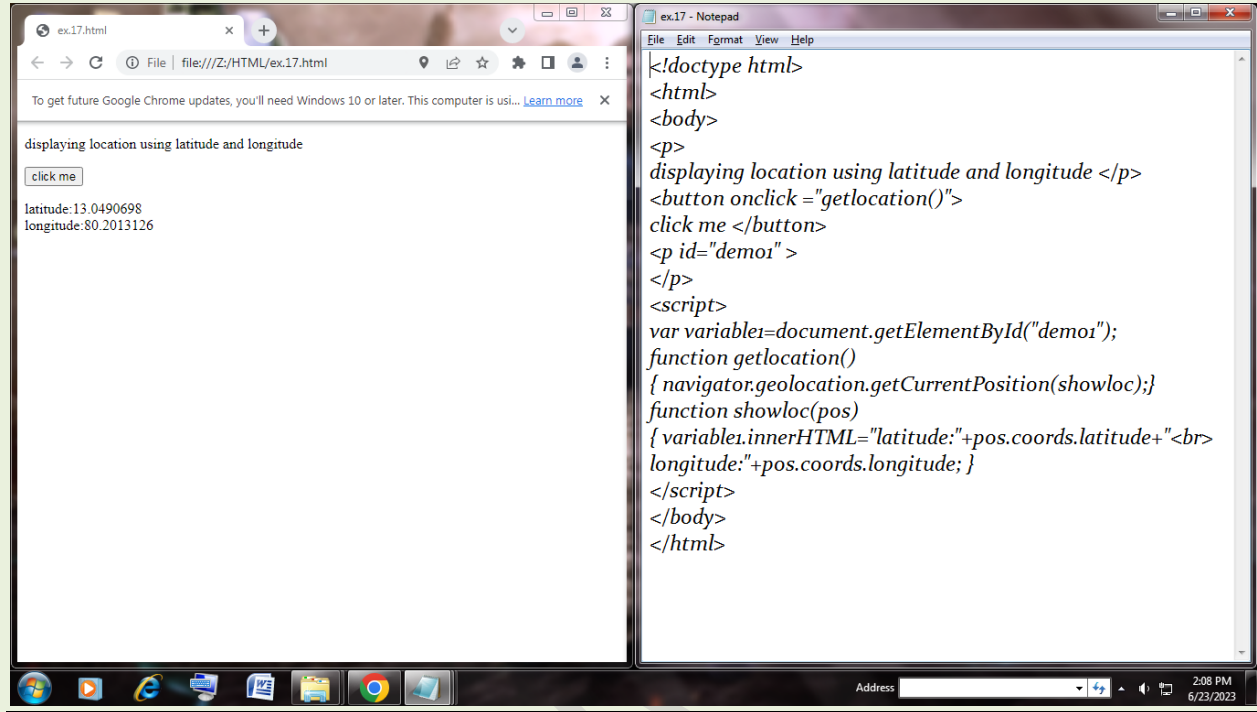 ex.17.html
File file:///Z:/HTML/ex.17.html
To get future Google Chrome updates, you'll need Windows 10 or later. This computer is usi... Learn more
displaying location using latitude and longitude
click me
latitude:13.0490698
longitude:80.2013126
ex.17 - Notepad
File Edit Format View Help
<!doctype html>
<html>
<body>
<p>
displaying location using latitude and longitude </p>
<button onclick ="getlocation()">
click me </button>
<p id="demo1" >
</p>
<script>
var variable1=document.getElementById("demo1");
function getlocation()
{ navigator.geolocation.getCurrentPosition(showloc);}
function showloc(pos)
{ variable1.innerHTML="latitude:"+pos.coords.latitude+"<br>
longitude:"+pos.coords.longitude; }
</script>
</body>
</html>
Address
2:08 PM
6/23/2023